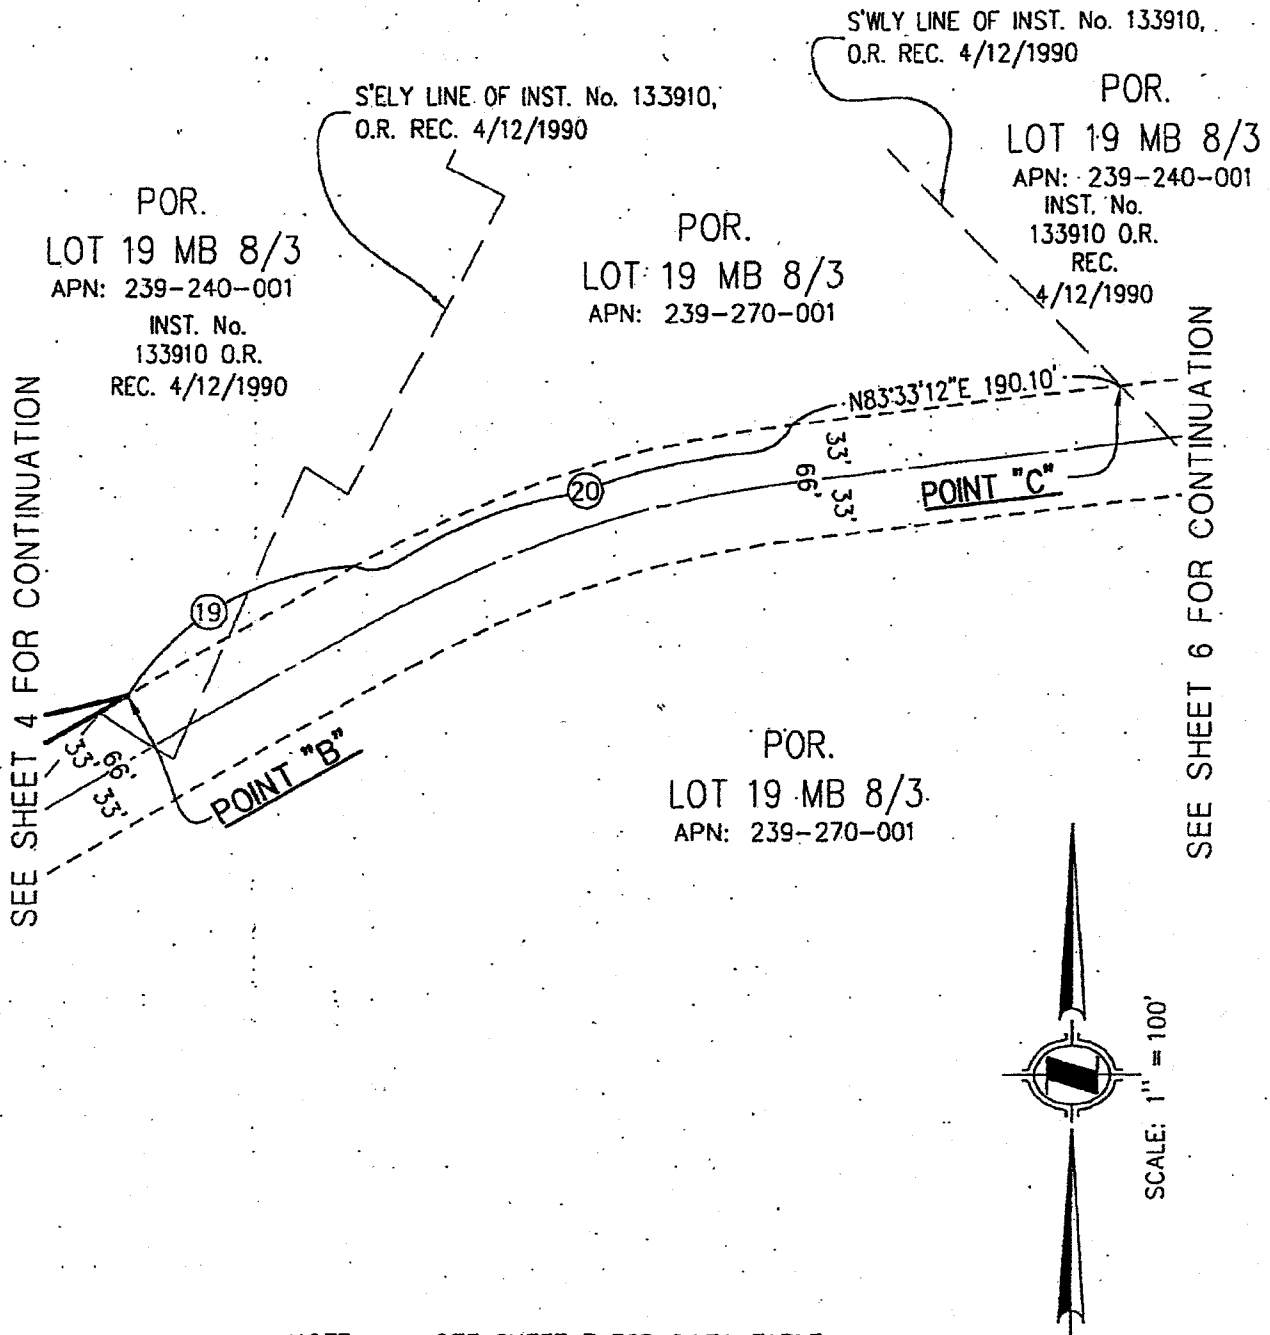 S'WLY LINE OF INST. No. 133910,
O.R. REC. 4/12/1990
S'ELY LINE OF INST. No. 133910,
O.R. REC. 4/12/1990
POR.
LOT 19 MB 8/3
APN: 239-240-001
INST. No.
133910 O.R.
REC.
4/12/1990
POR.
LOT 19 MB 8/3
APN: 239-240-001
INST. No.
133910 O.R.
REC. 4/12/1990
POR.
LOT 19 MB 8/3
APN: 239-270-001
SEE SHEET 4 FOR CONTINUATION
SEE SHEET 6 FOR CONTINUATION
N83°33'12"E 190.10'
33'
66'
33'
POINT "C"
20
19
33'
66'
33'
POINT "B"
POR.
LOT 19 MB 8/3
APN: 239-270-001
SCALE: 1" = 100'